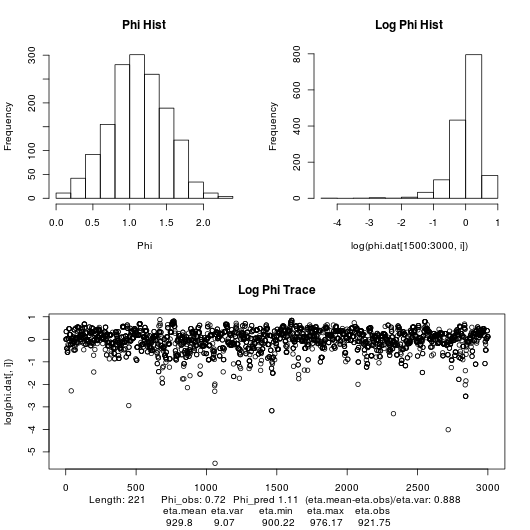 Phi Hist
Log Phi Hist
Frequency
0 50 100 200 300
0.0 0.5 1.0 1.5 2.0
Phi
Frequency
0 200 400 600 800
-4 -3 -2 -1 0 1
log(phi.dat[1500:3000, i])
Log Phi Trace
log(phi.dat[, i])
1 0 -1 -2 -3 -4 -5
0 500 1000 1500 2000 2500 3000
Length: 221 Phi_obs: 0.72 Phi_pred 1.11 (eta.mean-eta.obs)/eta.var: 0.888
eta.mean eta.var eta.min eta.max eta.obs
929.8 9.07 900.22 976.17 921.75